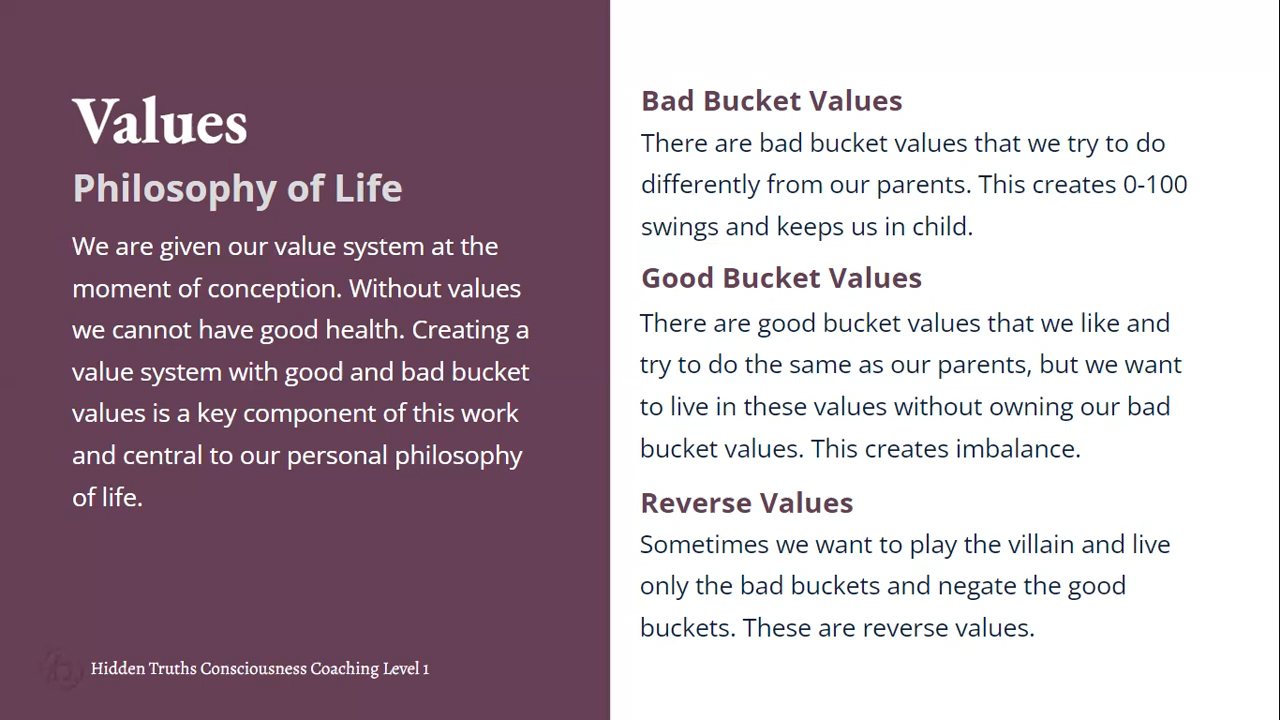 Values
Philosophy of Life
We are given our value system at the
moment of conception. Without values
we cannot have good health. Creating a
value system with good and bad bucket
values is a key component of this work
and central to our personal philosophy
of life.
Hidden Truths Consciousness Coaching Level 1
Bad Bucket Values
There are bad bucket values that we try to do
differently from our parents. This creates 0-100
swings and keeps us in child.
Good Bucket Values
There are good bucket values that we like and
try to do the same as our parents, but we want
to live in these values without owning our bad
bucket values. This creates imbalance.
Reverse Values
Sometimes we want to play the villain and live
only the bad buckets and negate the good
buckets. These are reverse values.